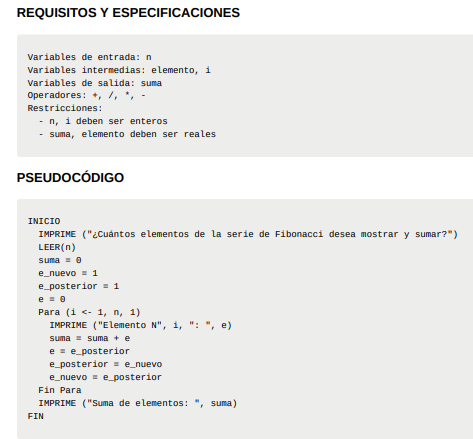 REQUISITOS Y ESPECIFICACIONES
Variables de entrada: n
Variables intermedias: elemento, i
Variables de salida: suma
Operadores: +, /, *, -
Restricciones:
- n, i deben ser enteros
- suma, elemento deben ser reales
PSEUDOCÓDIGO
INICIO
IMPRIME ("¿Cuántos elementos de la serie de Fibonacci desea mostrar y sumar?")
LEER(n)
suma = 0
e_nuevo = 1
e_posterior = 1
e = 0
Para (i <- 1, n, 1)
IMPRIME ("Elemento N", i, ": ", e)
suma = suma + e
e = e_posterior
e_posterior = e_nuevo
e_nuevo = e_posterior
Fin Para
IMPRIME ("Suma de elementos: ", suma)
FIN